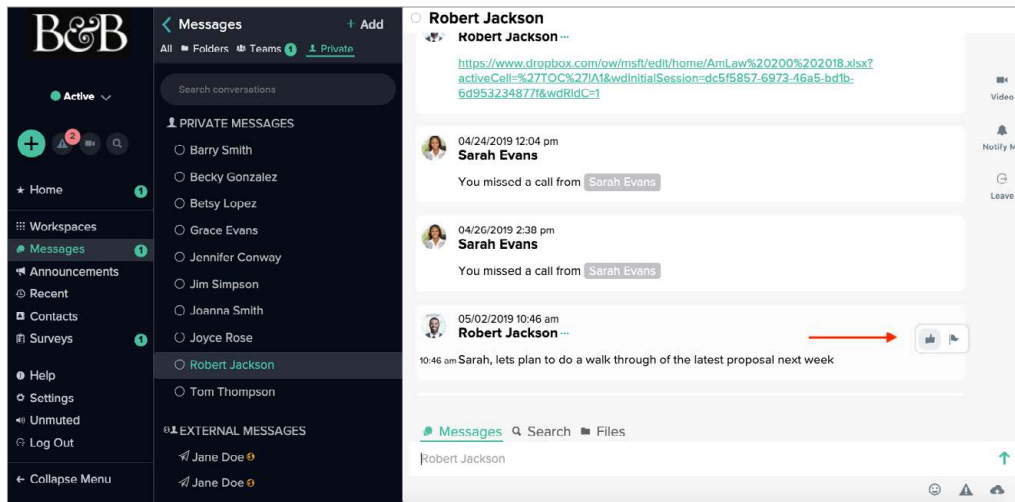 B&B
Active
2
Home 1
Workspaces
Messages 1
Announcements
Recent
Contacts
Surveys 1
Help
Settings
Unmuted
Log Out
← Collapse Menu
Messages + Add
All Folders Teams 1 Private
Search conversations
PRIVATE MESSAGES
Barry Smith
Becky Gonzalez
Betsy Lopez
Grace Evans
Jennifer Conway
Jim Simpson
Joanna Smith
Joyce Rose
Robert Jackson
Tom Thompson
EXTERNAL MESSAGES
Jane Doe
Jane Doe
Robert Jackson
Robert Jackson ...
https://www.dropbox.com/ow/msft/edit/home/AmLaw%20200%202018.xlsx?
activeCell=%27TOC%27!A1&wdInitialSession=dc5f5857-6973-46a5-bd1b-
6d953234877f&wdRldC=1
04/24/2019 12:04 pm
Sarah Evans
You missed a call from Sarah Evans
04/26/2019 2:38 pm
Sarah Evans
You missed a call from Sarah Evans
05/02/2019 10:46 am
Robert Jackson ...
10:46 am Sarah, lets plan to do a walk through of the latest proposal next week
Messages Search Files
Robert Jackson
Video
Notify M
Leave